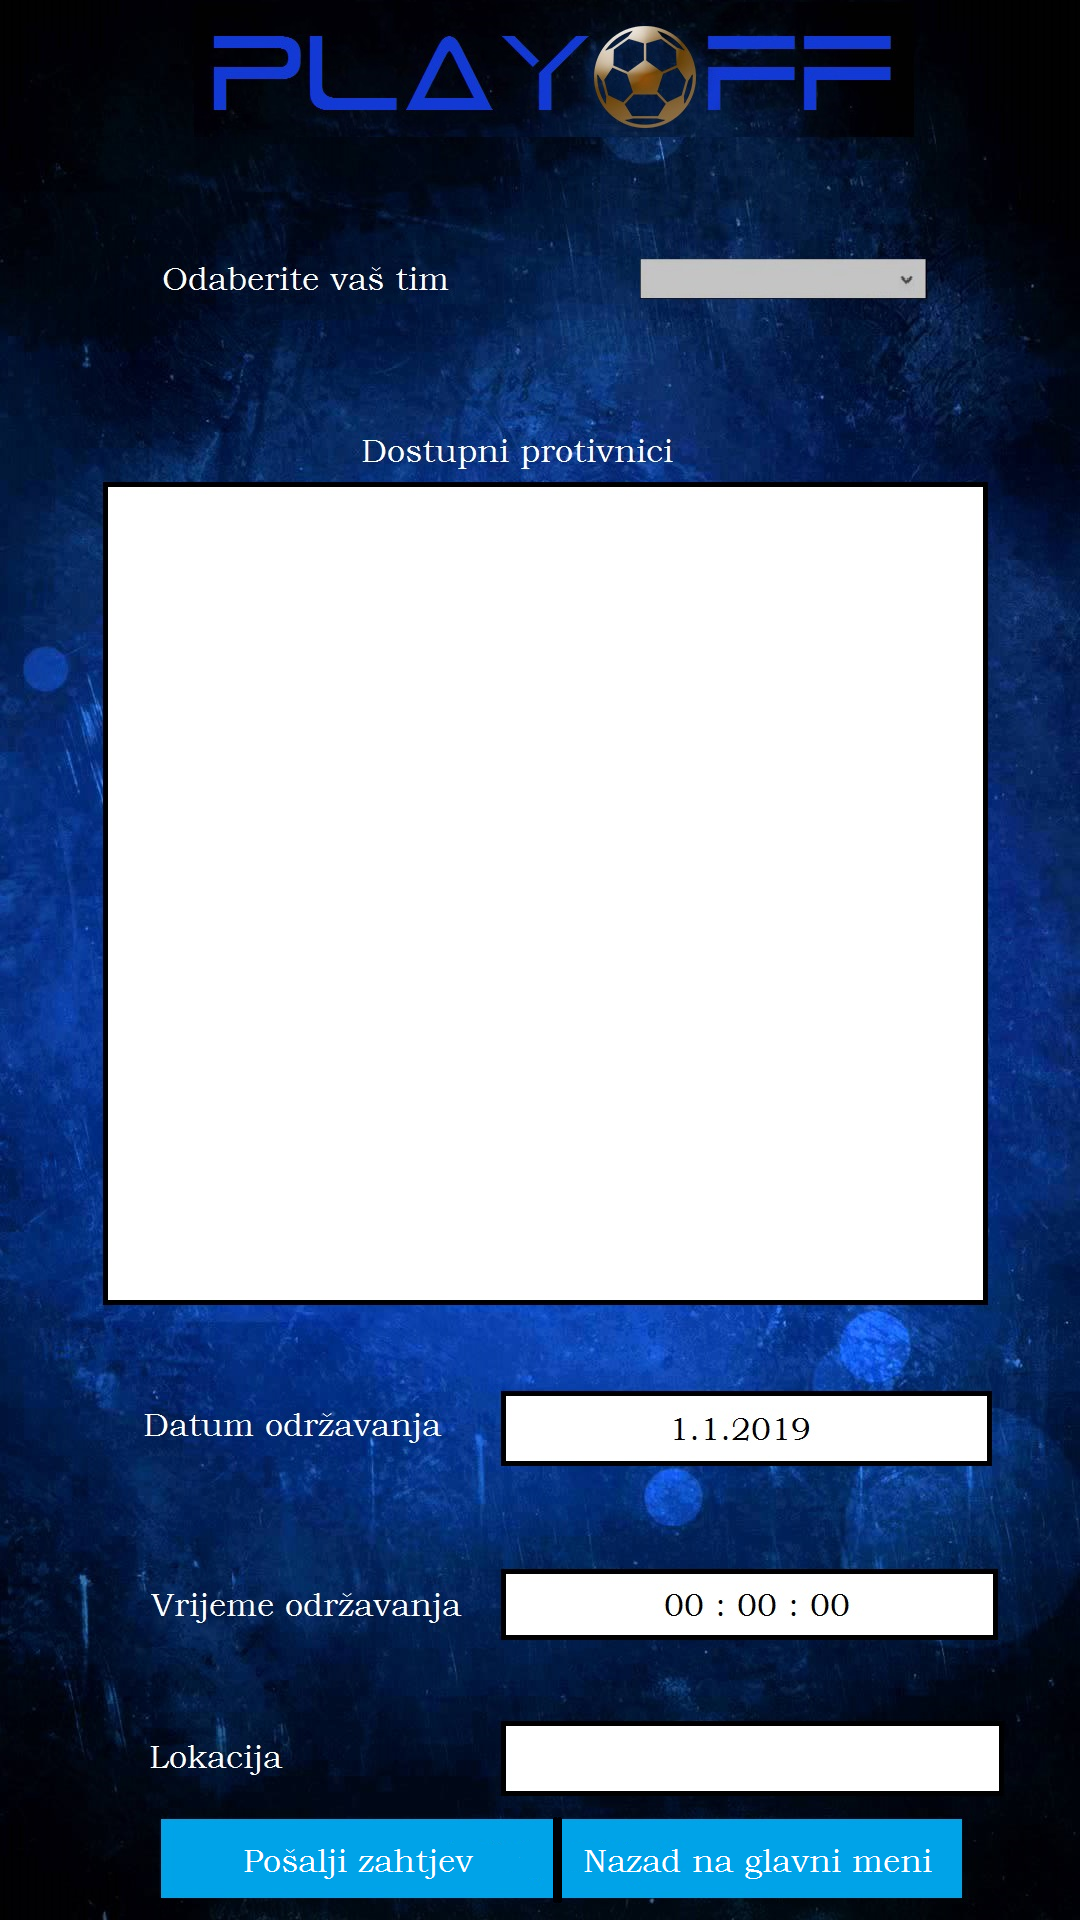 PLAYOFF
Odaberite vaš tim
Dostupni protivnici
Datum održavanja 1.1.2019
Vrijeme održavanja 00 : 00 : 00
Lokacija
Pošalji zahtjev Nazad na glavni meni